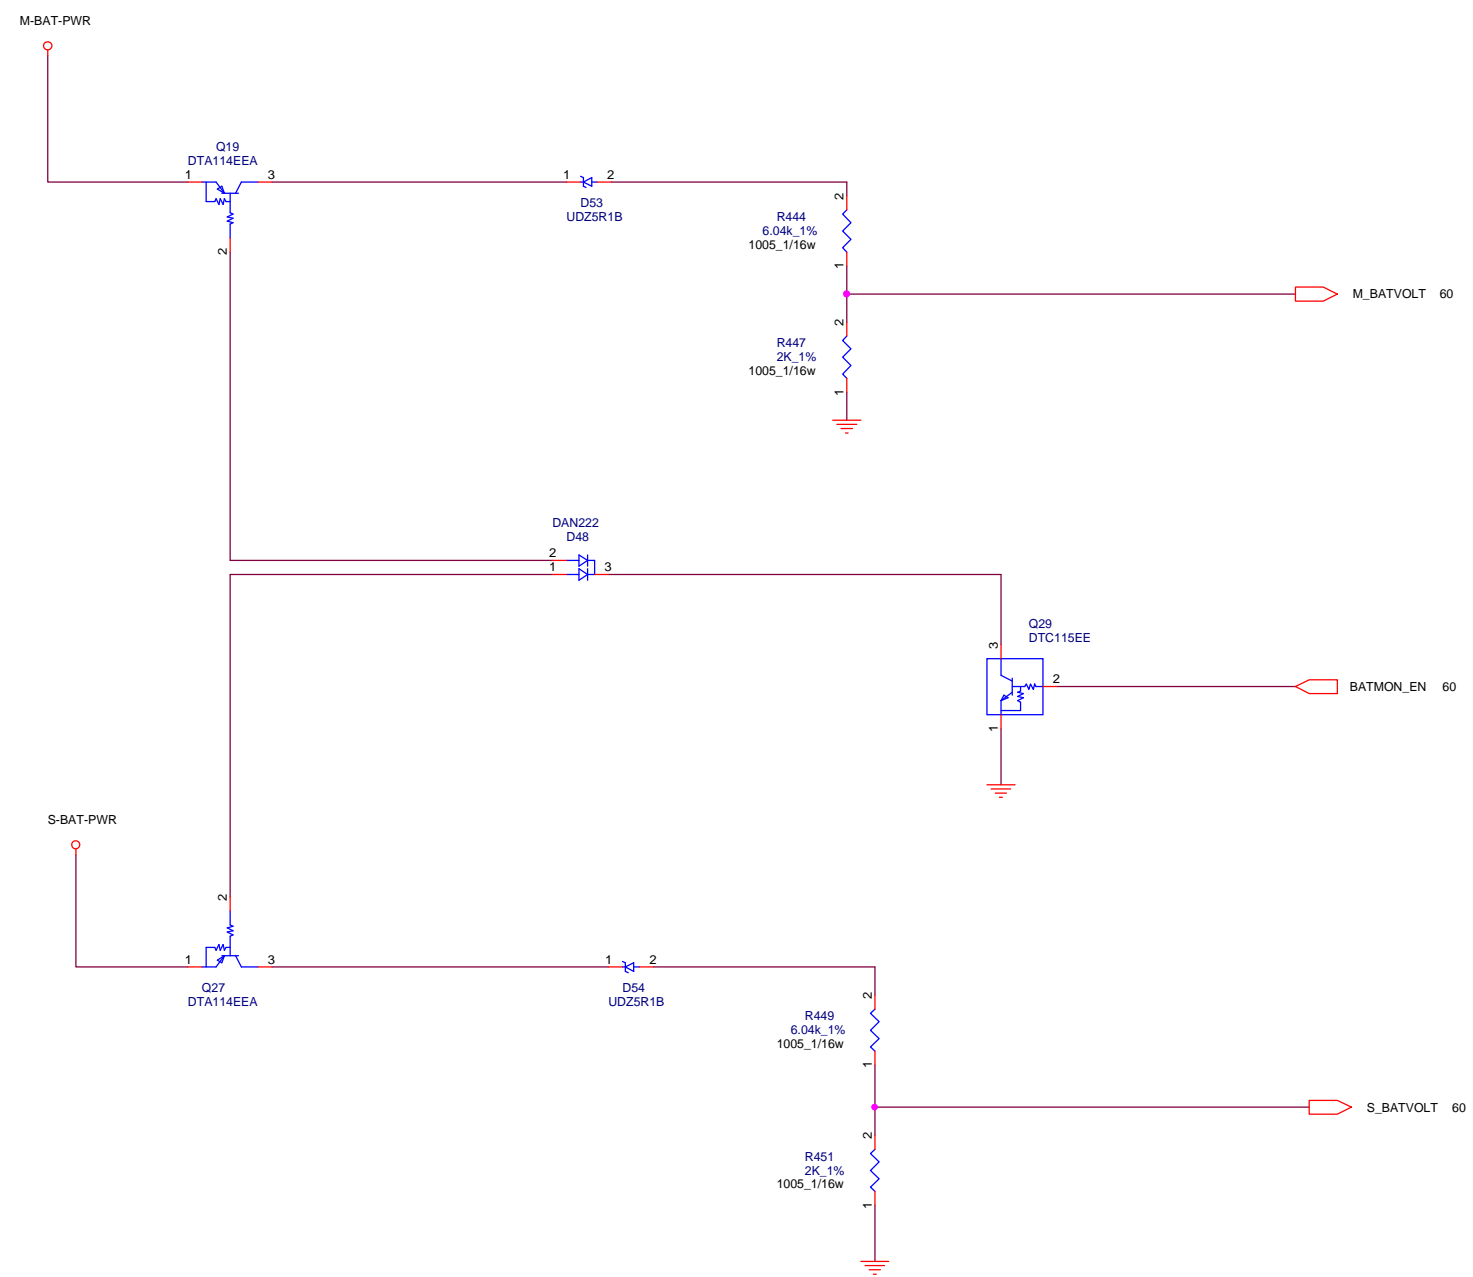 M-BAT-PWR
Q19
DTA114EEA
1
3
2
1
2
D53
UDZ5R1B
2
R444
6.04k_1%
1005_1/16w
1
M_BATVOLT 60
2
R447
2K_1%
1005_1/16w
1
DAN222
D48
2
1
3
Q29
DTC115EE
3
2
BATMON_EN 60
1
S-BAT-PWR
2
1
3
Q27
DTA114EEA
1
2
D54
UDZ5R1B
2
R449
6.04k_1%
1005_1/16w
1
S_BATVOLT 60
2
R451
2K_1%
1005_1/16w
1